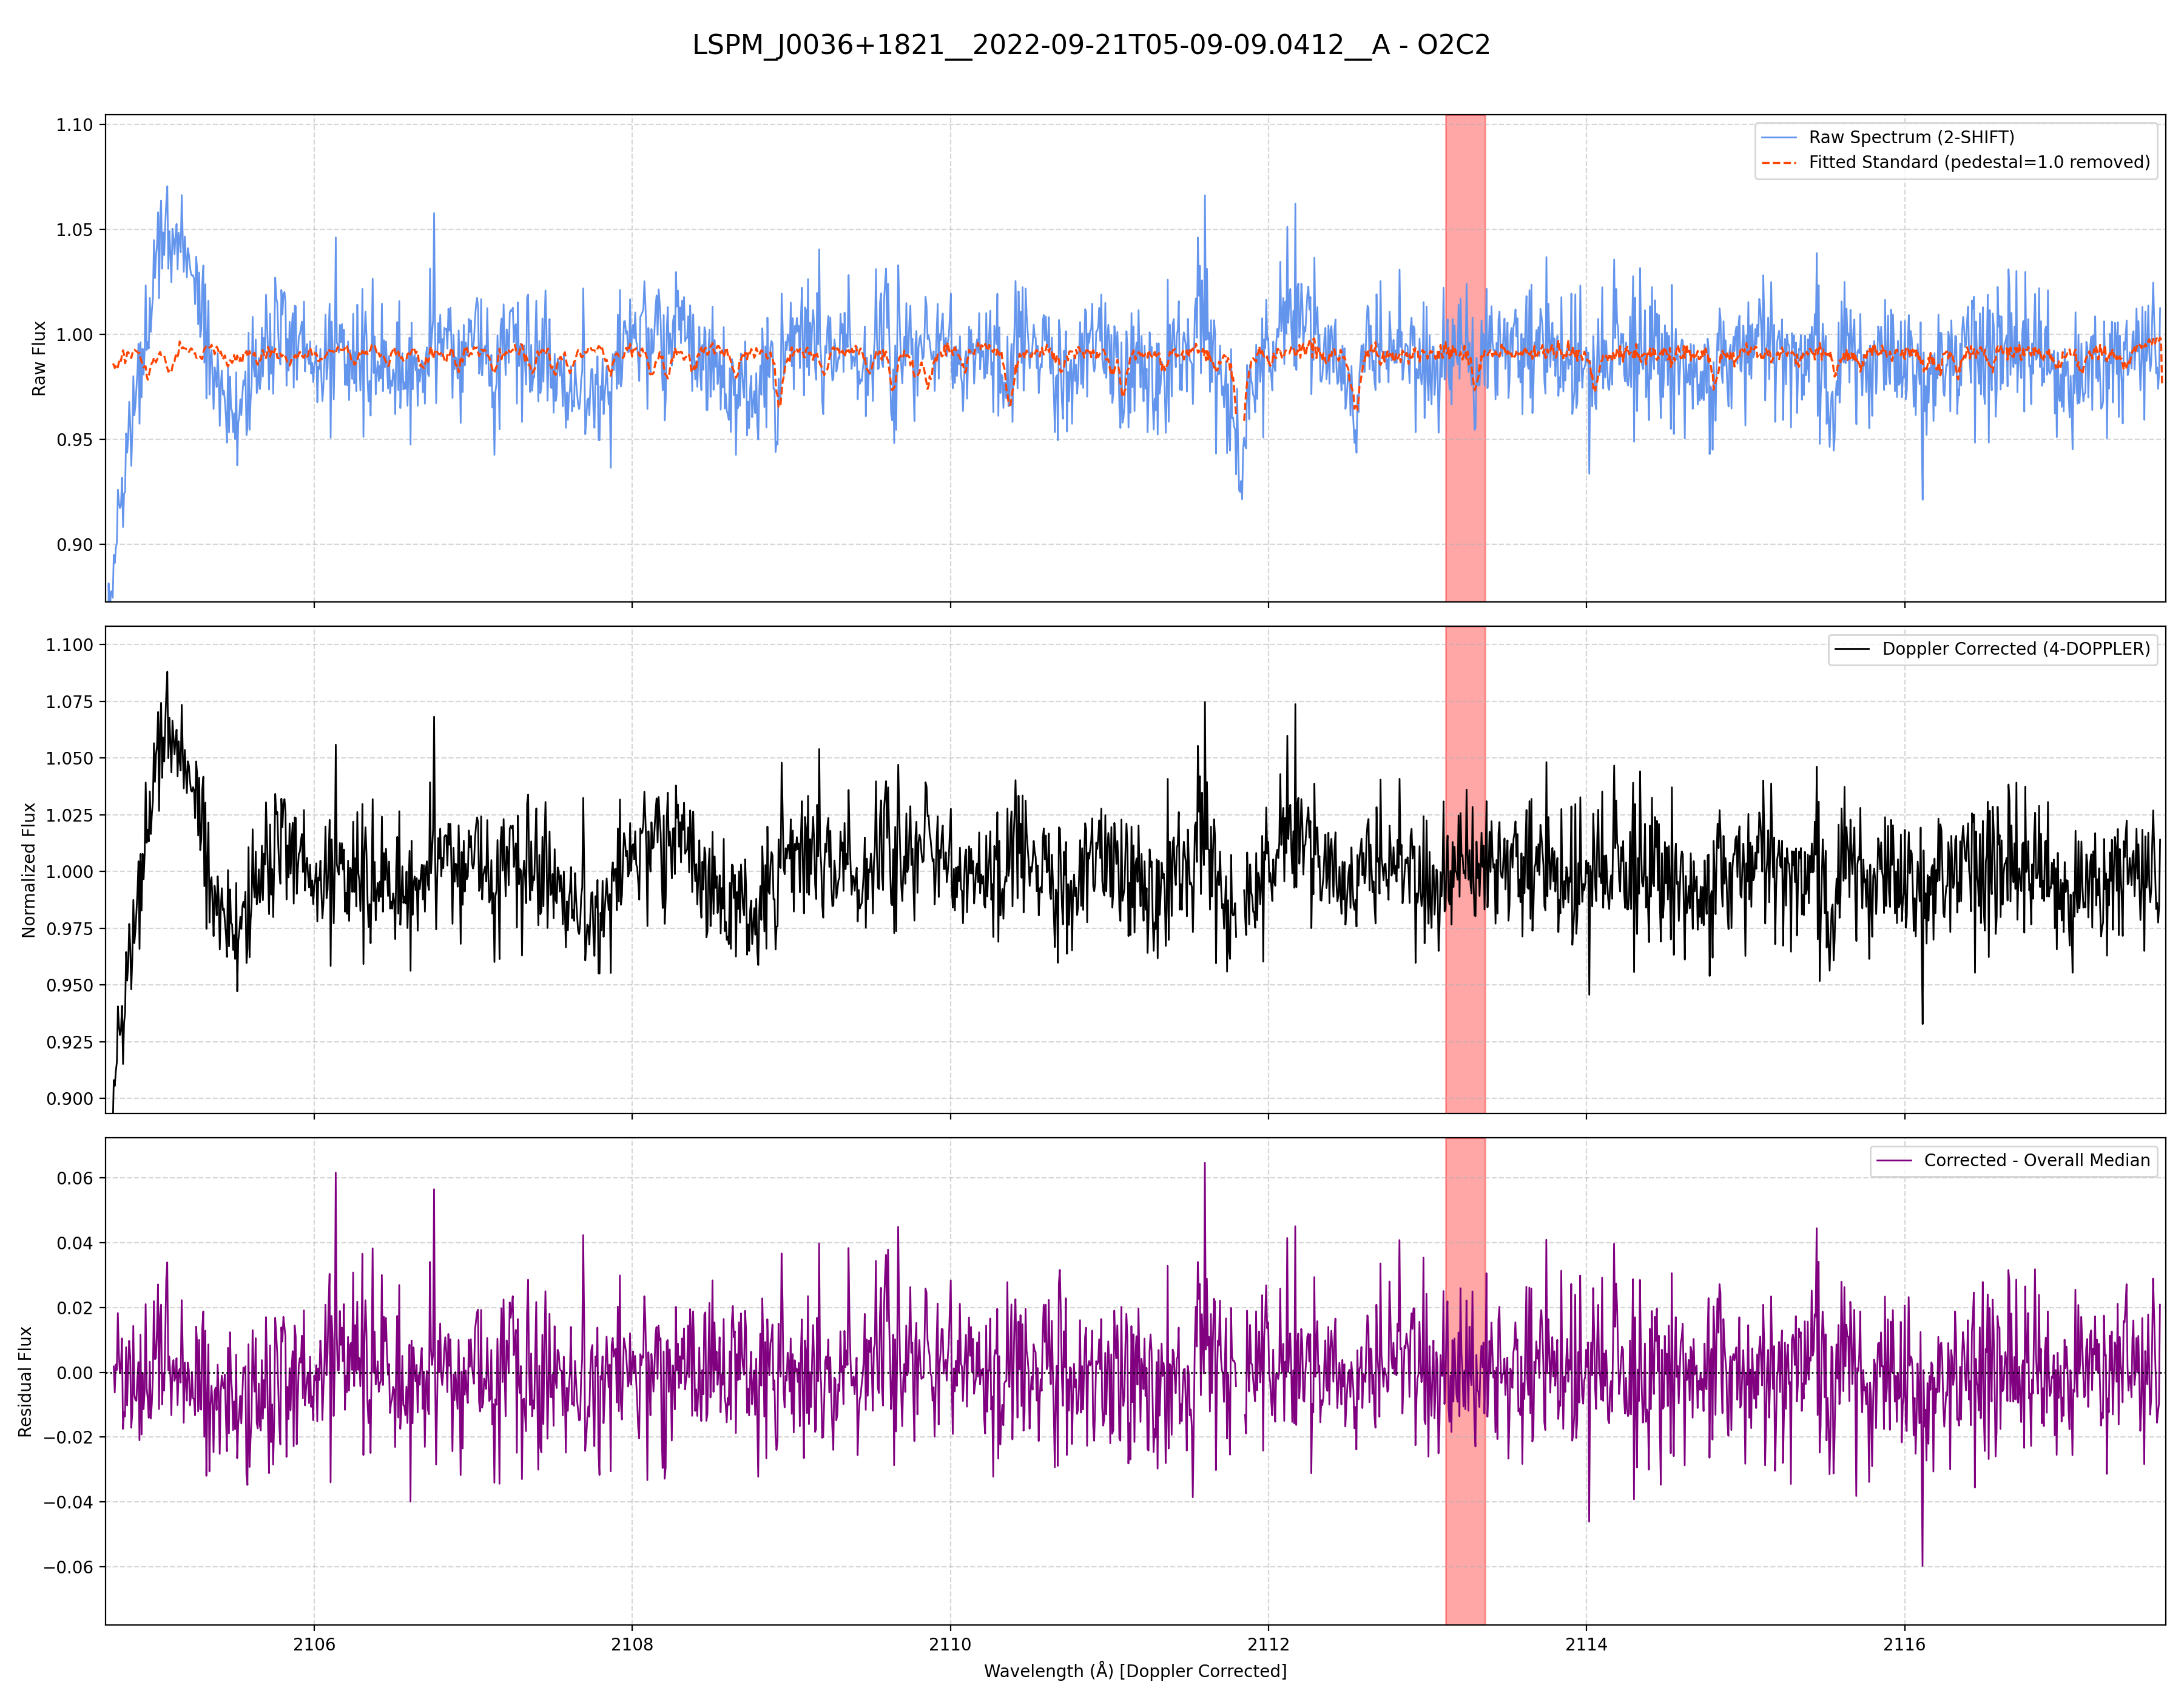 LSPM_J0036+1821__2022-09-21T05-09-09.0412__A - O2C2
Raw Spectrum (2-SHIFT)
Fitted Standard (pedestal=1.0 removed)
Raw Flux
1.10
1.05
1.00
0.95
0.90
Doppler Corrected (4-DOPPLER)
Normalized Flux
1.100
1.075
1.050
1.025
1.000
0.975
0.950
0.925
0.900
Corrected - Overall Median
Residual Flux
0.06
0.04
0.02
0.00
−0.02
−0.04
−0.06
2106 2108 2110 2112 2114 2116
Wavelength (Å) [Doppler Corrected]